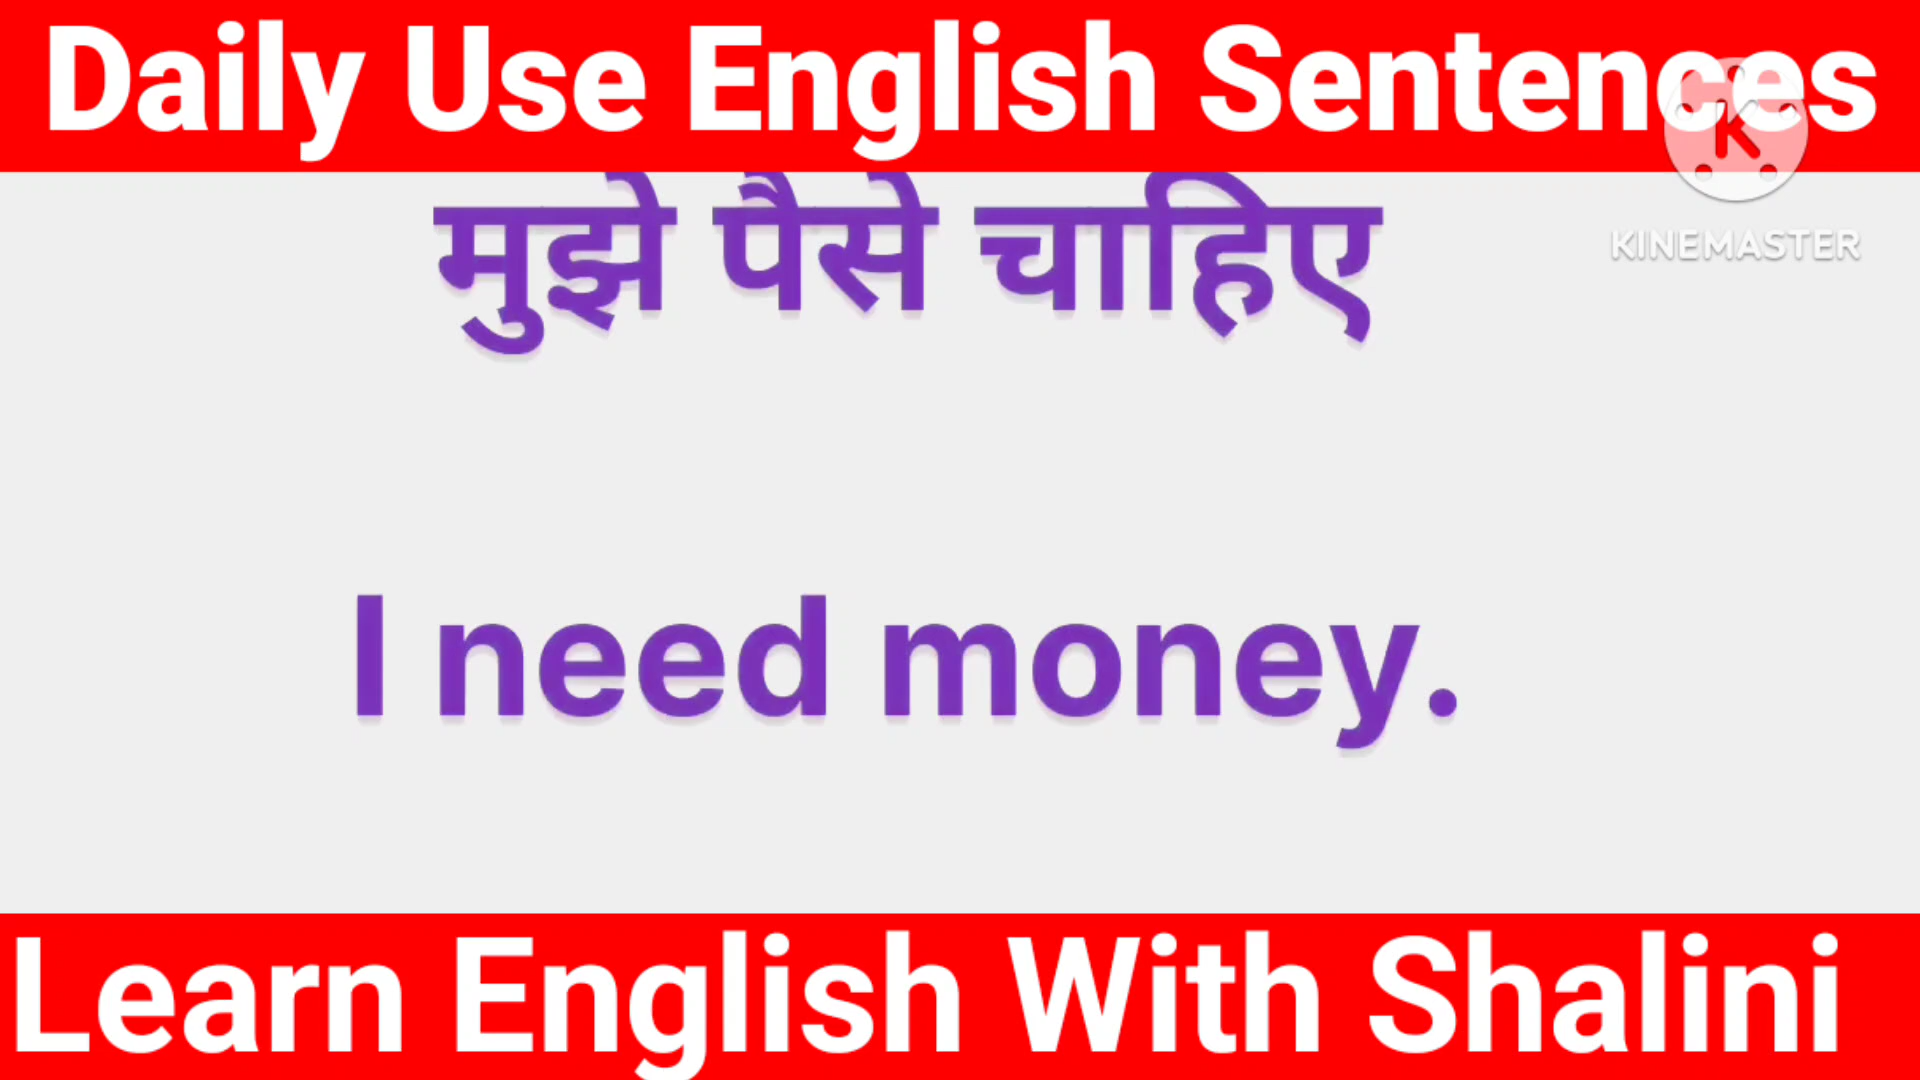 Daily Use English Sentences
मुझे पैसे चाहिए
KINEMASTER
I need money.
Learn English With Shalini